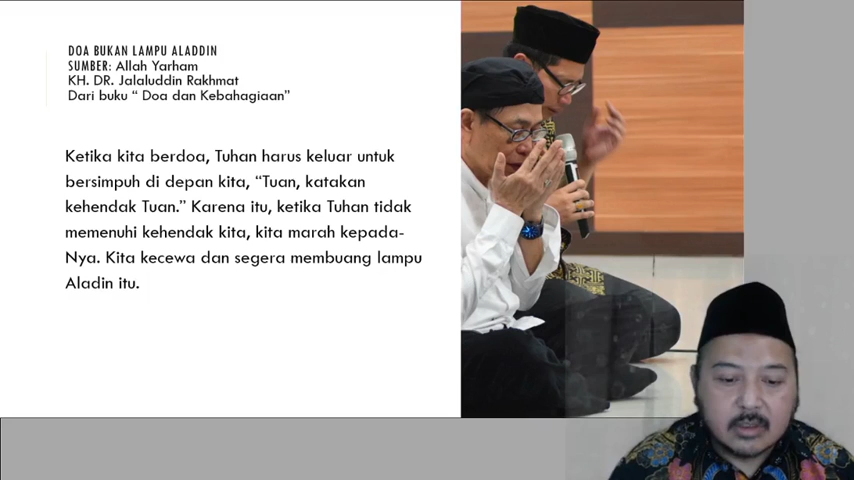 DOA BUKAN LAMPU ALADDIN
SUMBER: Allah Yarham
KH. DR. Jalaluddin Rakhmat
Dari buku “ Doa dan Kebahagiaan”
Ketika kita berdoa, Tuhan harus keluar untuk
bersimpuh di depan kita, “Tuan, katakan
kehendak Tuan.” Karena itu, ketika Tuhan tidak
memenuhi kehendak kita, kita marah kepada-
Nya. Kita kecewa dan segera membuang lampu
Aladin itu.